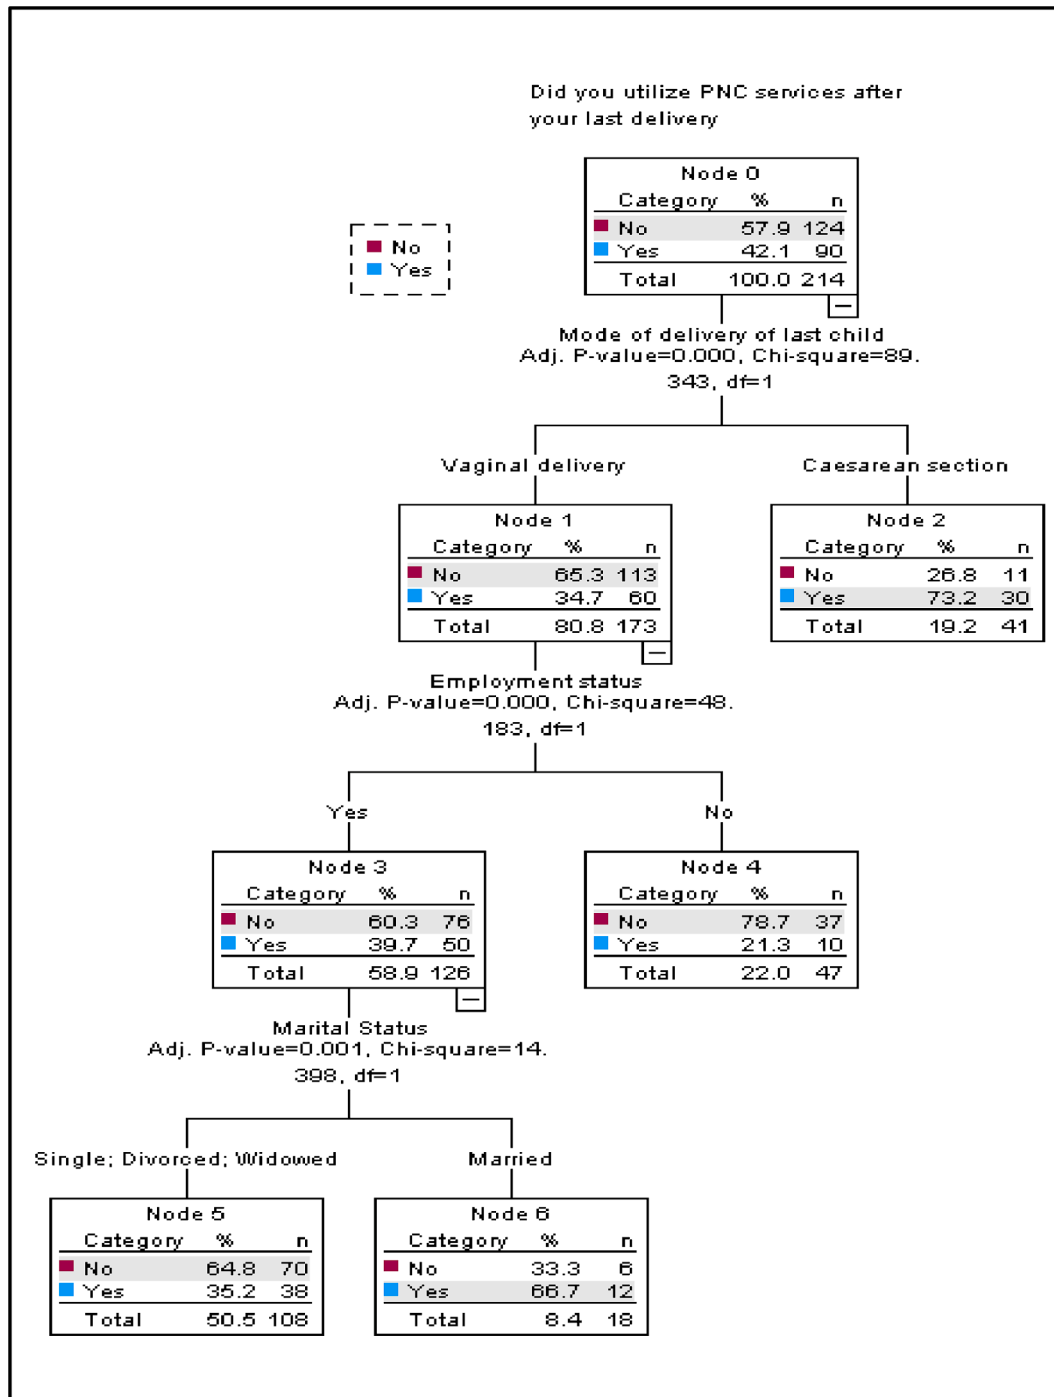 Did you utilize PNC services after
your last delivery
Node 0
Category % n
No 57.9 124
Yes 42.1 90
Total 100.0 214
No
Yes
Mode of delivery of last child
Adj. P-value=0.000, Chi-square=89.
343, df=1
Vaginal delivery
Caesarean section
Node 1
Category % n
No 65.3 113
Yes 34.7 60
Total 80.8 173
Node 2
Category % n
No 26.8 11
Yes 73.2 30
Total 19.2 41
Employment status
Adj. P-value=0.000, Chi-square=48.
183, df=1
Yes
No
Node 3
Category % n
No 60.3 76
Yes 39.7 50
Total 58.9 126
Node 4
Category % n
No 78.7 37
Yes 21.3 10
Total 22.0 47
Marital Status
Adj. P-value=0.001, Chi-square=14.
398, df=1
Single; Divorced; Widowed
Married
Node 5
Category % n
No 64.8 70
Yes 35.2 38
Total 50.5 108
Node 6
Category % n
No 33.3 6
Yes 66.7 12
Total 8.4 18